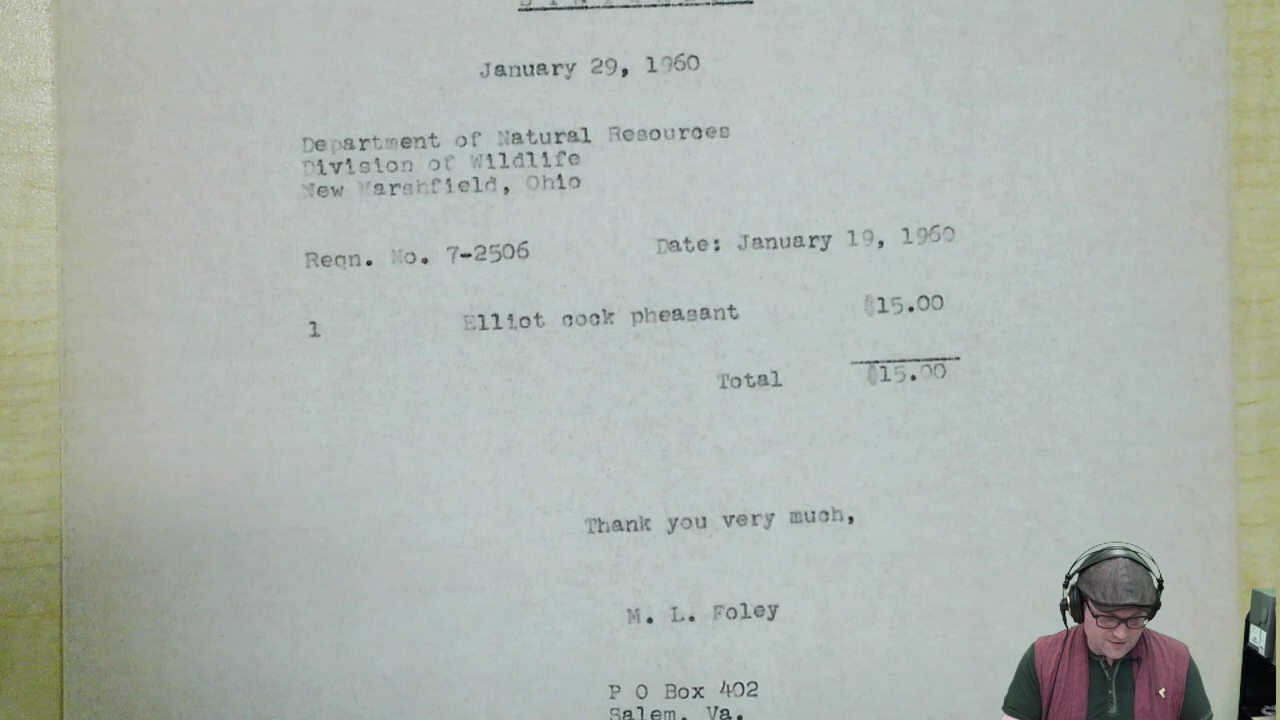 January 29, 1960
Department of Natural Resources
Division of Wildlife
New Marshfield, Ohio
Reqn. No. 7-2506 Date: January 19, 1960
1 Elliot cock pheasant $15.00
Total $15.00
Thank you very much,
M. L. Foley
P O Box 402
Salem, Va.